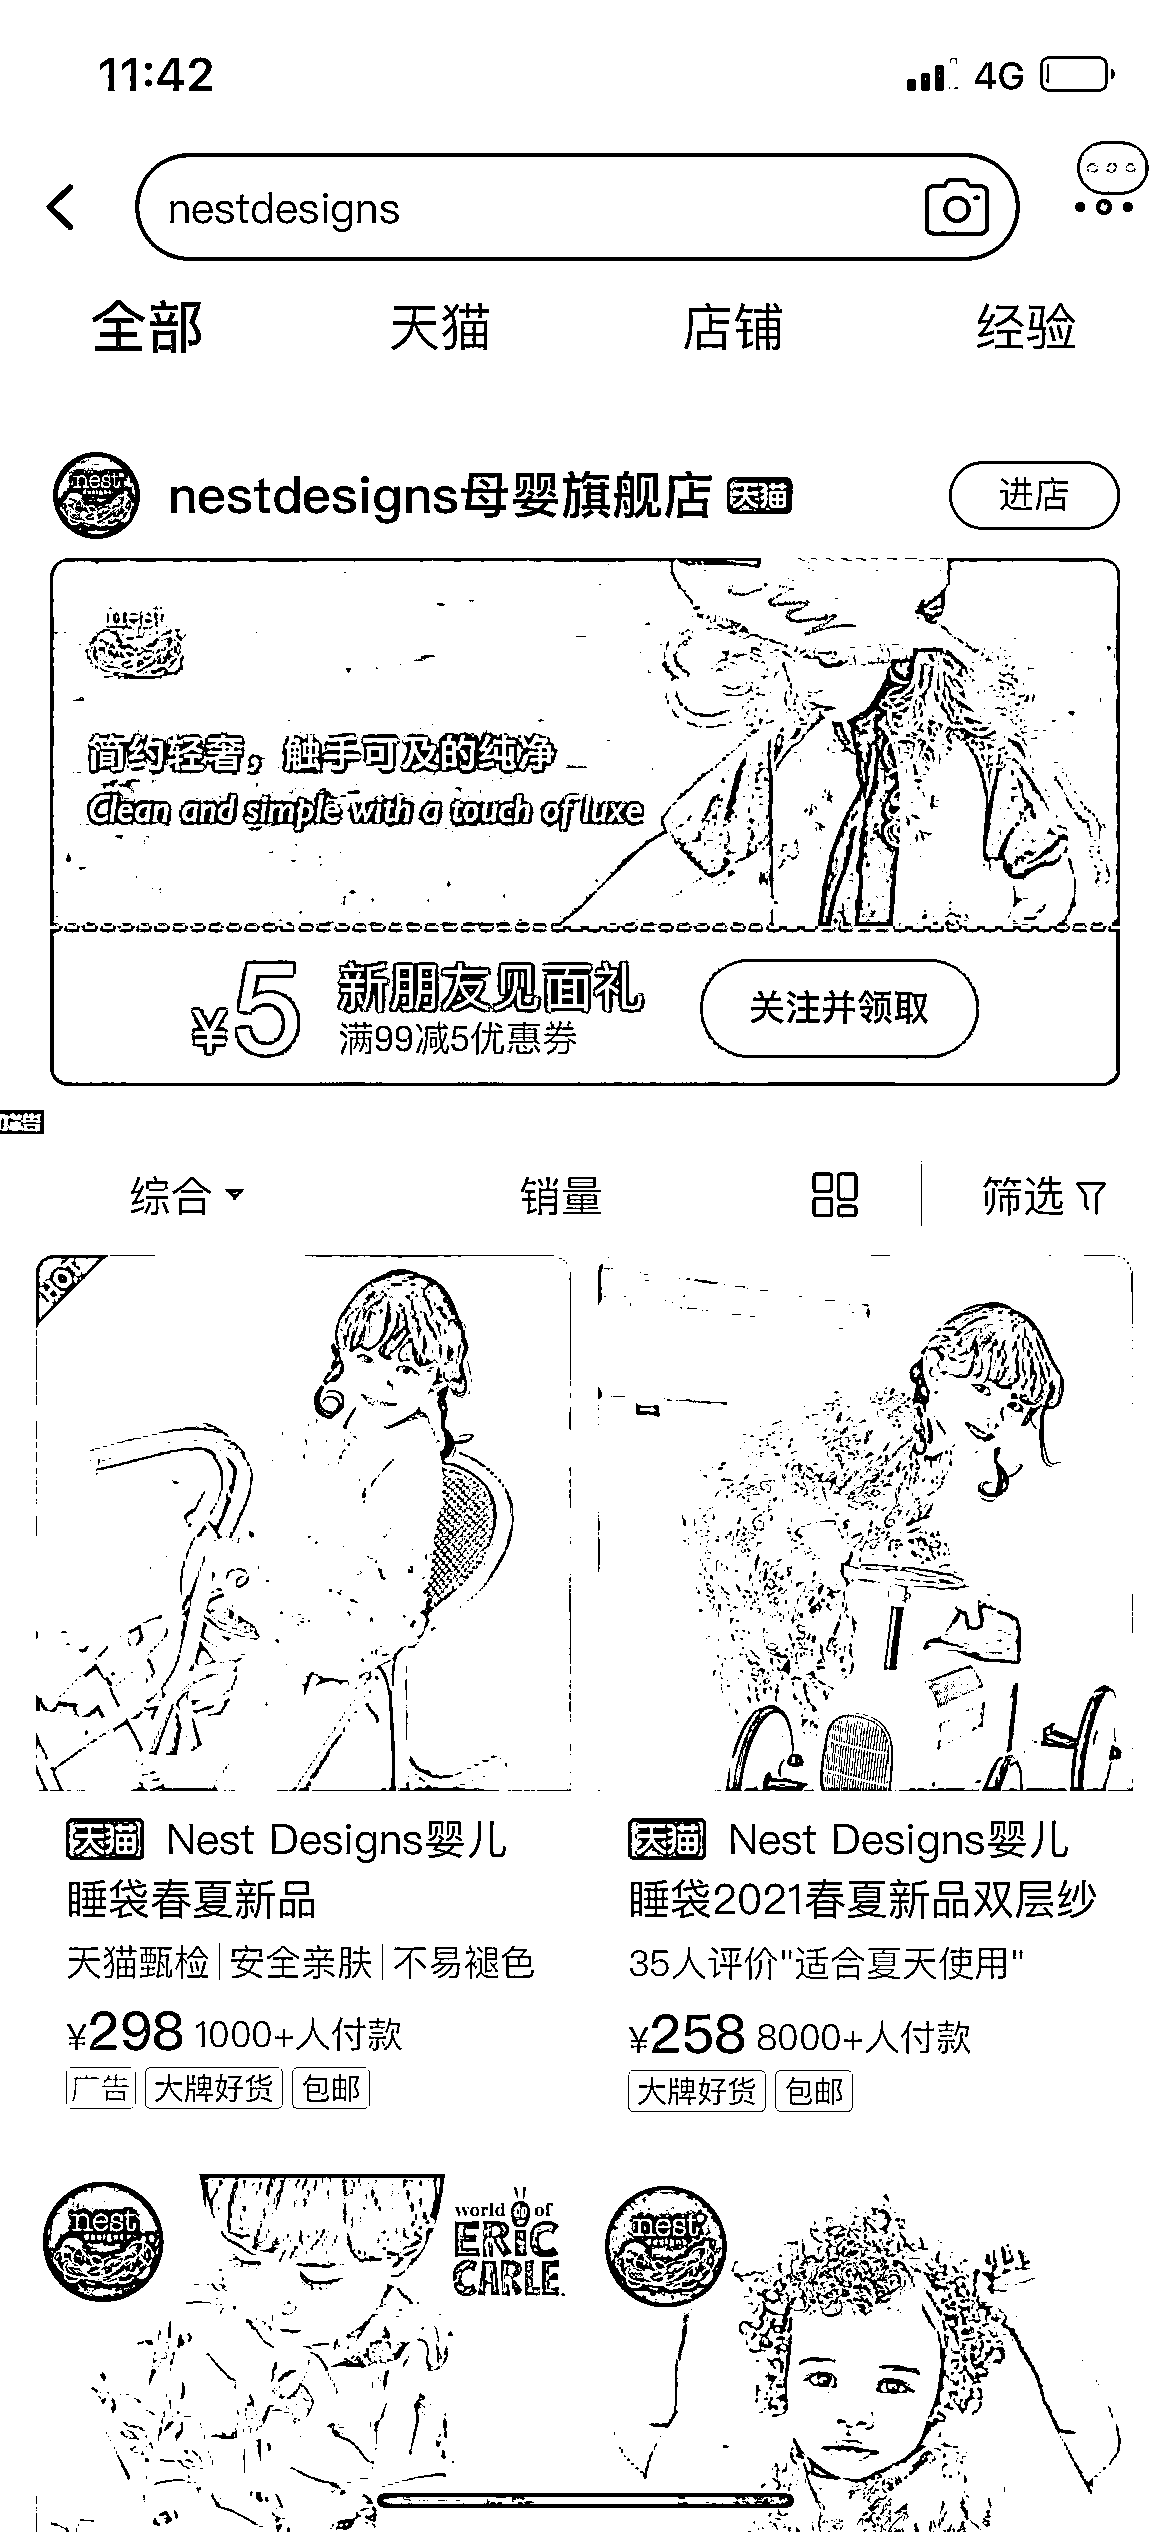 11:42
4G
nestdesigns
全部 天猫 店铺 经验
nest
nestdesigns母婴旗舰店 天猫 进店
nest
简约轻奢，触手可及的纯净
Clean and simple with a touch of luxe
¥5 新朋友见面礼 关注并领取
满99减5优惠券
综合 销量 筛选
HOT
天猫 Nest Designs婴儿
睡袋春夏新品
天猫甄检|安全亲肤|不易褪色
¥298 1000+人付款
广告 大牌好货 包邮
天猫 Nest Designs婴儿
睡袋2021春夏新品双层纱
35人评价"适合夏天使用"
¥258 8000+人付款
大牌好货 包邮
nest
world of
ERIC
CARLE
nest